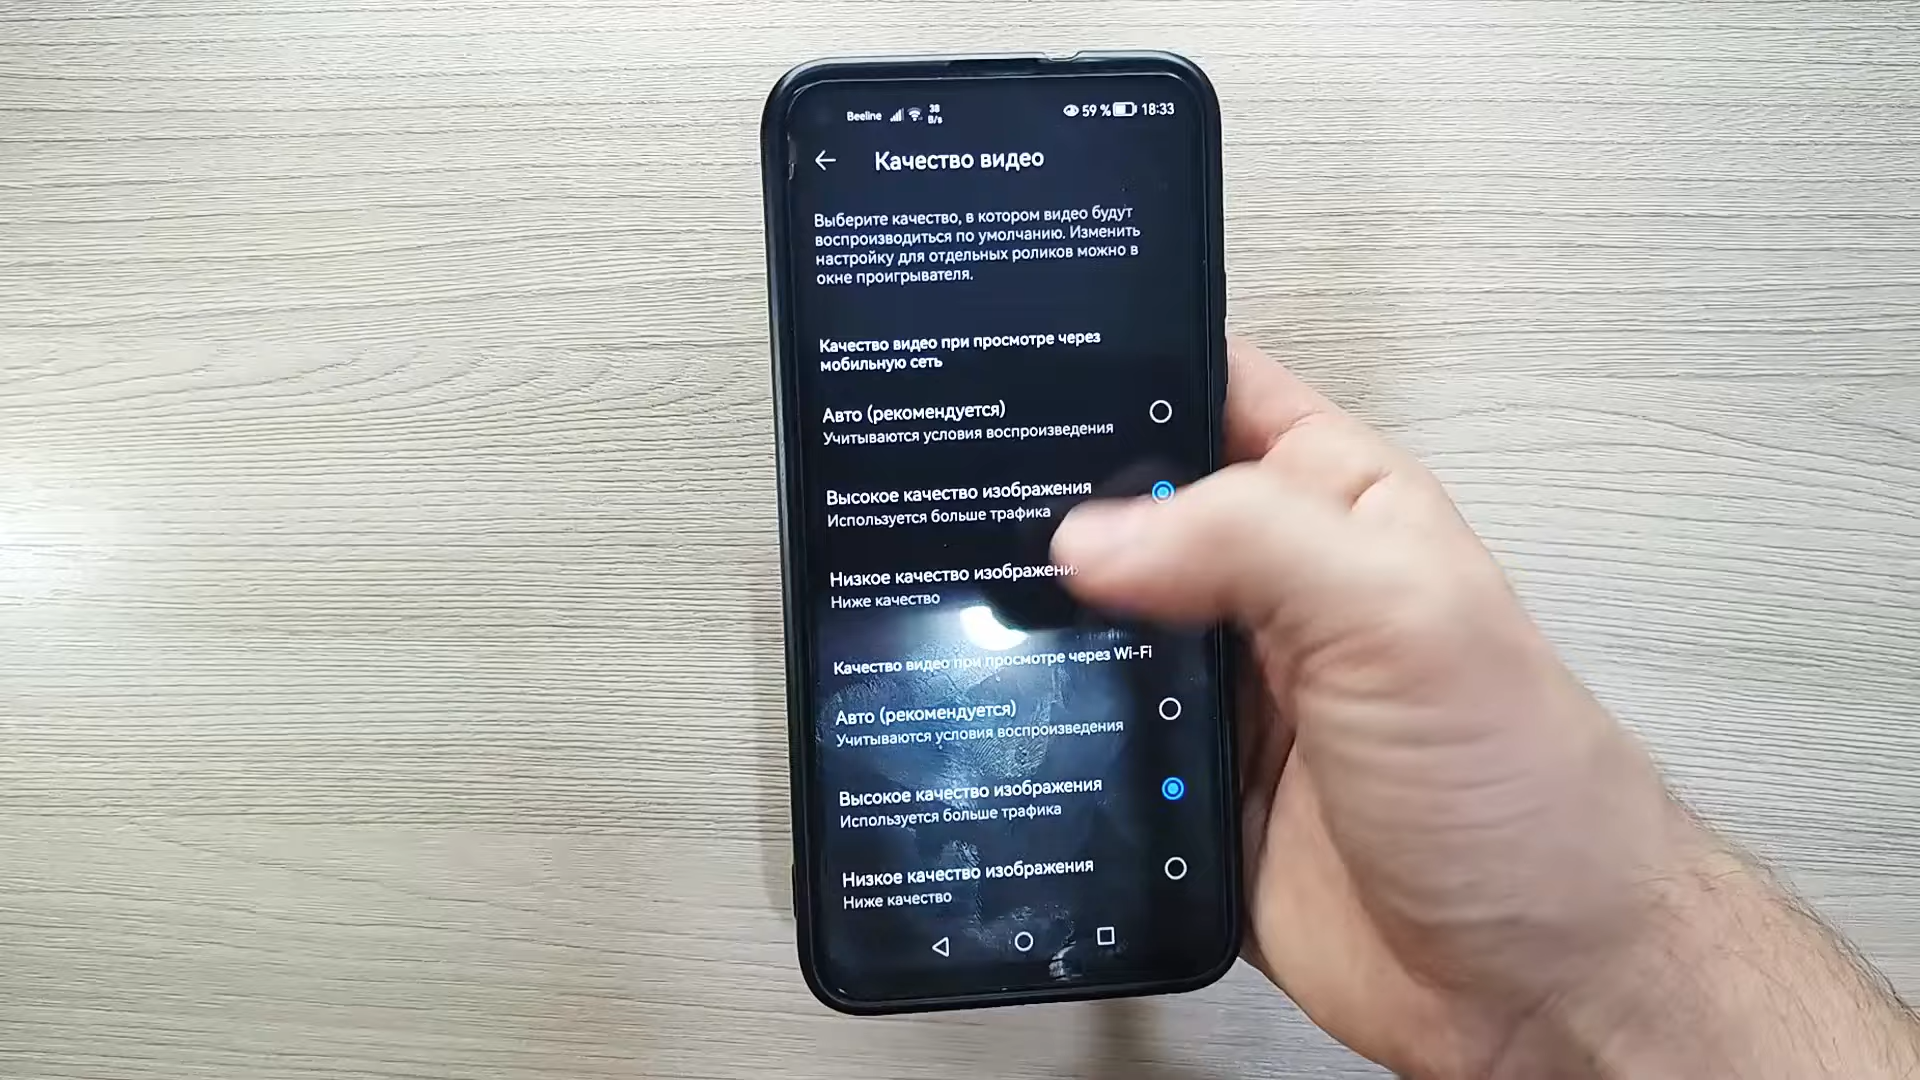 Beeline 38 B/s 59 % 18:33
Качество видео
Выберите качество, в котором видео будут
воспроизводиться по умолчанию. Изменить
настройку для отдельных роликов можно в
окне проигрывателя.
Качество видео при просмотре через
мобильную сеть
Авто (рекомендуется)
Учитываются условия воспроизведения
Высокое качество изображения
Используется больше трафика
Низкое качество изображения
Ниже качество
Качество видео при просмотре через Wi-Fi
Авто (рекомендуется)
Учитываются условия воспроизведения
Высокое качество изображения
Используется больше трафика
Низкое качество изображения
Ниже качество